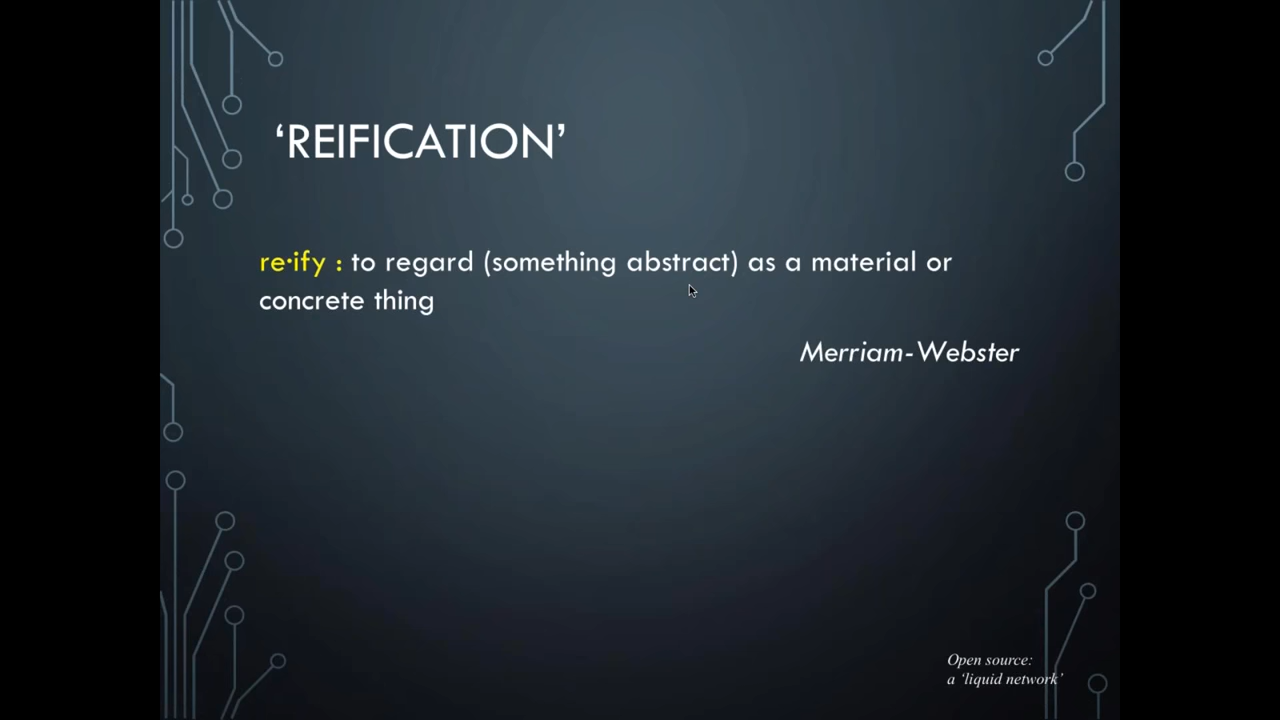 ‘REIFICATION’
re·ify : to regard (something abstract) as a material or
concrete thing
Merriam-Webster
Open source:
a ‘liquid network’